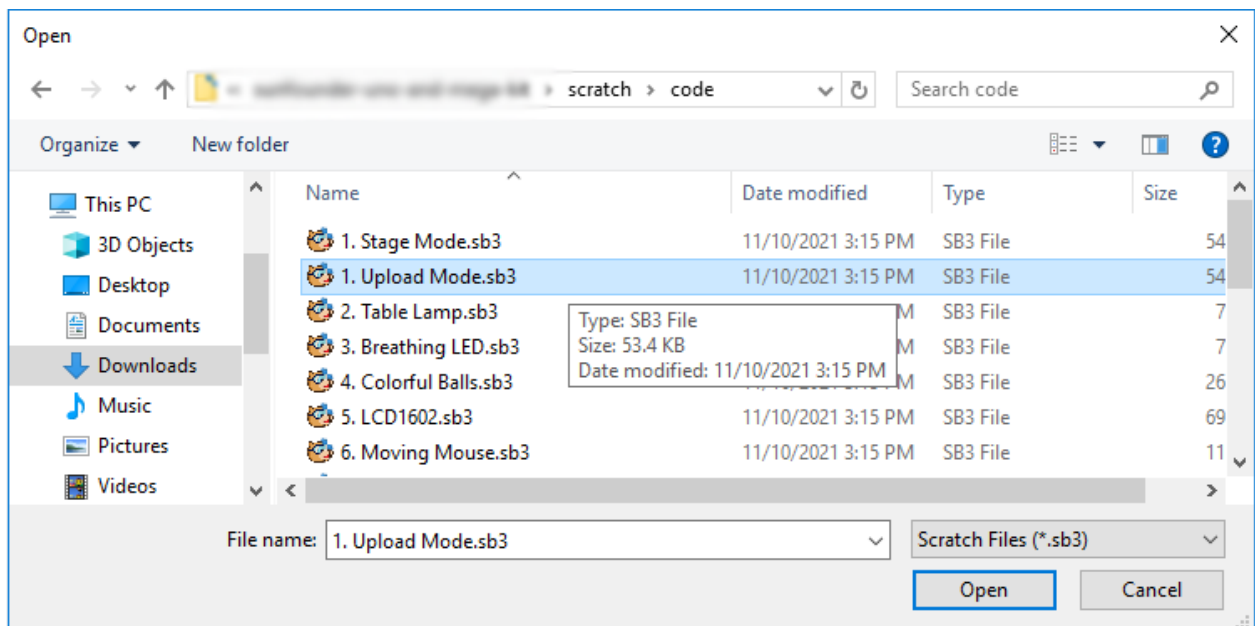 Open
scratch › code
Search code
Organize
New folder
Name
Date modified
Type
Size
This PC
3D Objects
Desktop
Documents
Downloads
Music
Pictures
Videos
1. Stage Mode.sb3 11/10/2021 3:15 PM SB3 File 54
1. Upload Mode.sb3 11/10/2021 3:15 PM SB3 File 54
2. Table Lamp.sb3 M SB3 File 7
3. Breathing LED.sb3 M SB3 File 7
4. Colorful Balls.sb3 M SB3 File 26
5. LCD1602.sb3 11/10/2021 3:15 PM SB3 File 69
6. Moving Mouse.sb3 11/10/2021 3:15 PM SB3 File 11
Type: SB3 File
Size: 53.4 KB
Date modified: 11/10/2021 3:15 PM
File name: 1. Upload Mode.sb3
Scratch Files (*.sb3)
Open
Cancel